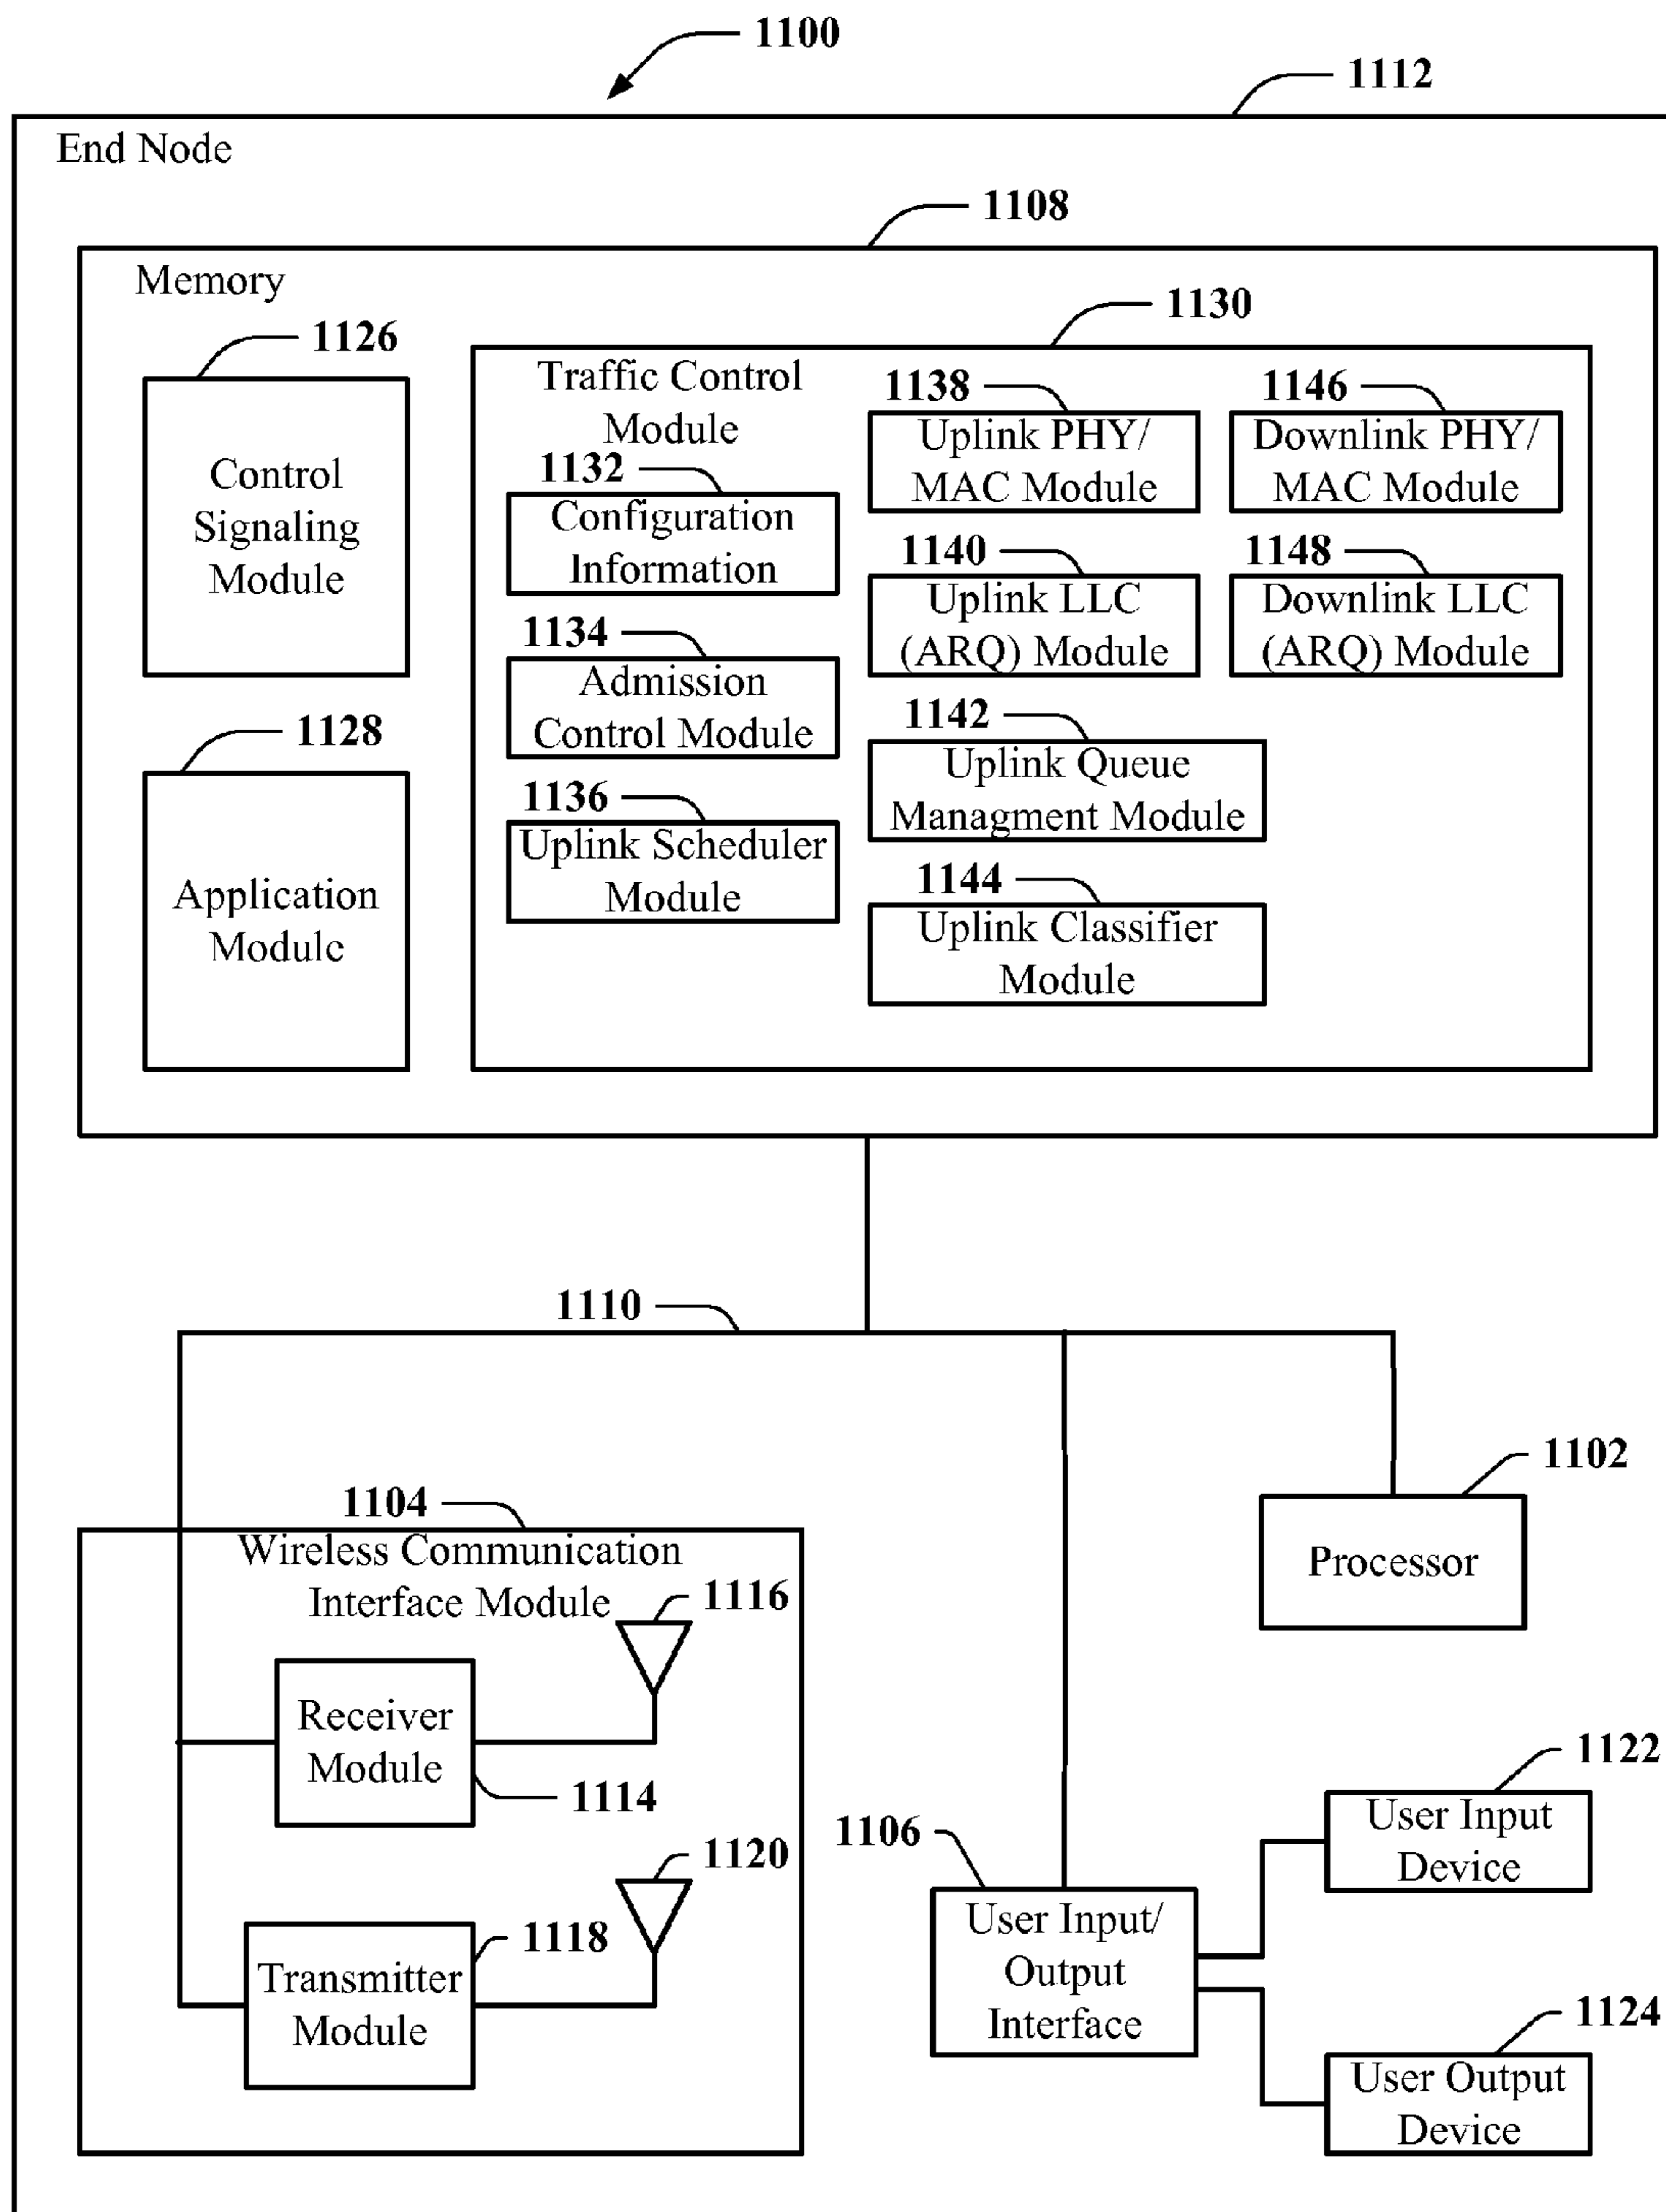 1100
1112
End Node
1108
Memory
1130
1126
Control
Signaling
Module
1128
Application
Module
Traffic Control
Module
1132
Configuration
Information
1134
Admission
Control Module
1136
Uplink Scheduler
Module
1138
Uplink PHY/
MAC Module
1140
Uplink LLC
(ARQ) Module
1142
Uplink Queue
Managment Module
1144
Uplink Classifier
Module
1146
Downlink PHY/
MAC Module
1148
Downlink LLC
(ARQ) Module
1110
1102
Processor
1104
Wireless Communication
Interface Module
1116
Receiver
Module
1114
1120
1118
Transmitter
Module
1106
User Input/
Output
Interface
1122
User Input
Device
1124
User Output
Device